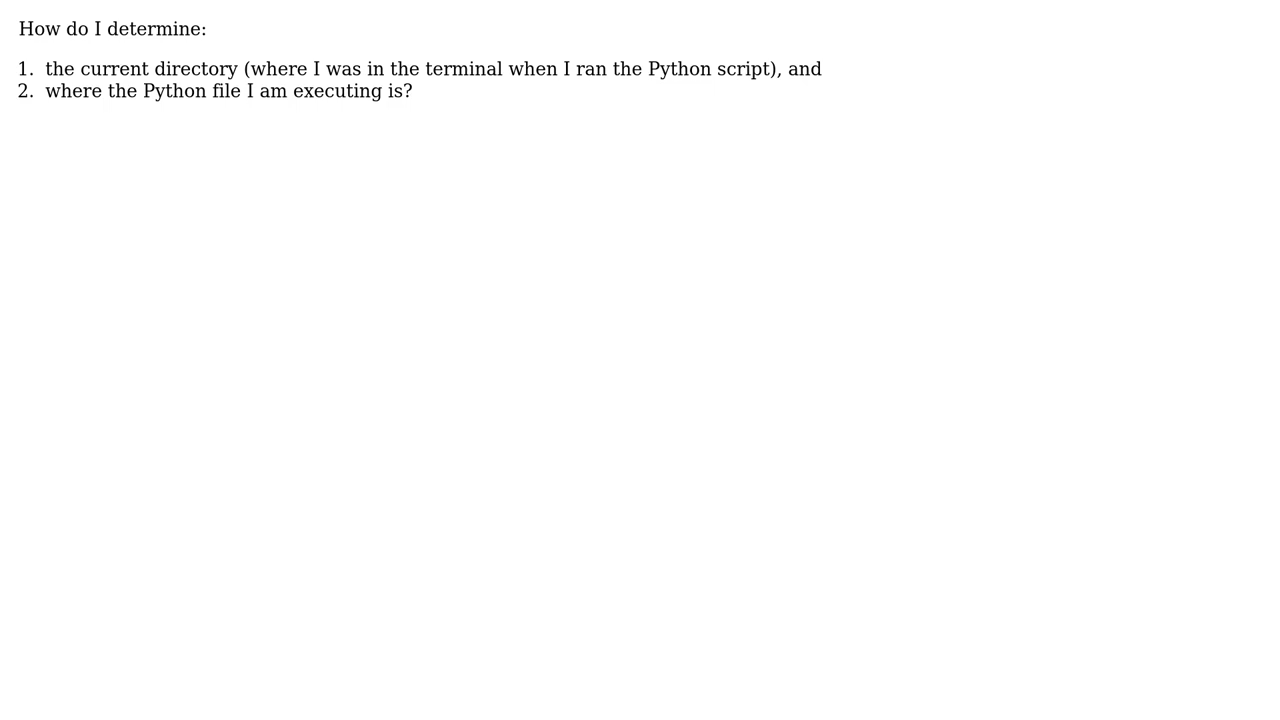 How do I determine:
1. the current directory (where I was in the terminal when I ran the Python script), and
2. where the Python file I am executing is?